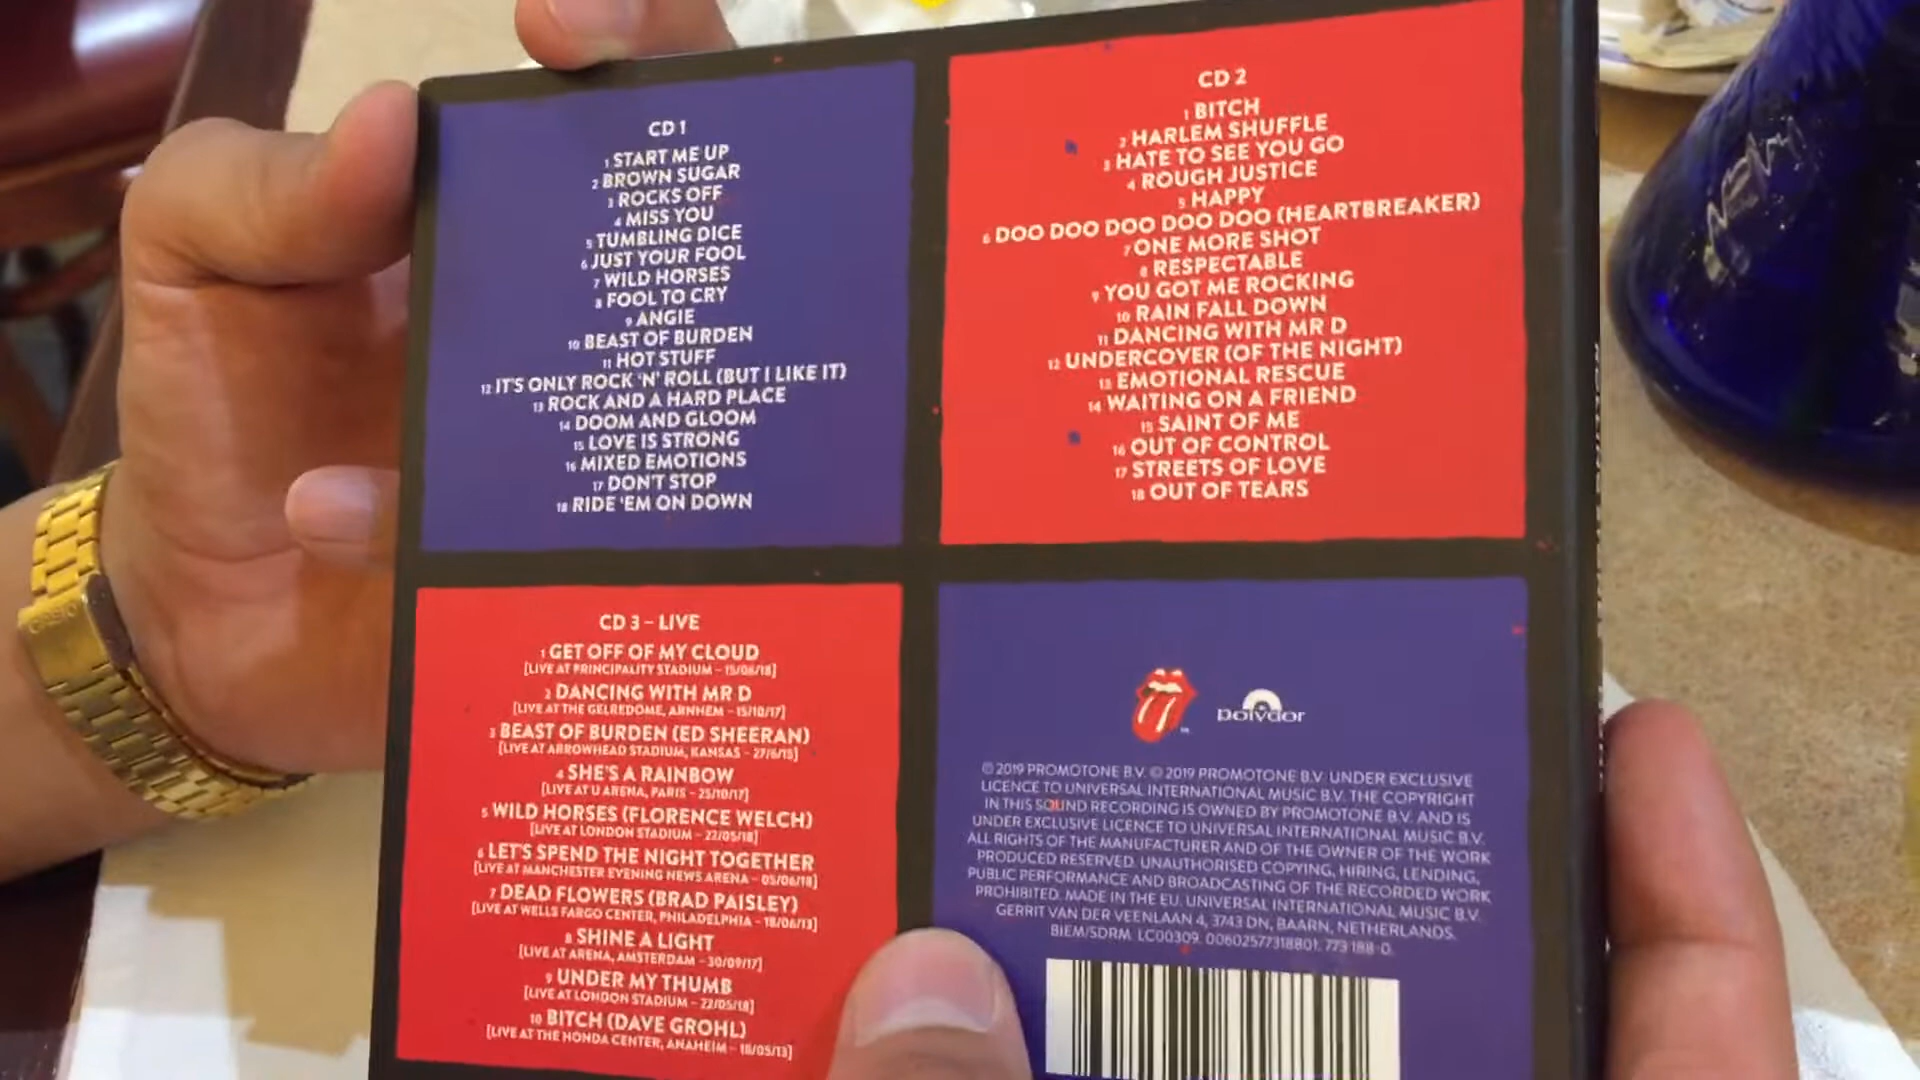 CD 1
1 START ME UP
2 BROWN SUGAR
3 ROCKS OFF
4 MISS YOU
5 TUMBLING DICE
6 JUST YOUR FOOL
7 WILD HORSES
8 FOOL TO CRY
9 ANGIE
10 BEAST OF BURDEN
11 HOT STUFF
12 IT'S ONLY ROCK 'N' ROLL (BUT I LIKE IT)
13 ROCK AND A HARD PLACE
14 DOOM AND GLOOM
15 LOVE IS STRONG
16 MIXED EMOTIONS
17 DON'T STOP
18 RIDE 'EM ON DOWN
CD 2
1 BITCH
2 HARLEM SHUFFLE
3 HATE TO SEE YOU GO
4 ROUGH JUSTICE
5 HAPPY
6 DOO DOO DOO DOO DOO (HEARTBREAKER)
7 ONE MORE SHOT
8 RESPECTABLE
9 YOU GOT ME ROCKING
10 RAIN FALL DOWN
11 DANCING WITH MR D
12 UNDERCOVER (OF THE NIGHT)
13 EMOTIONAL RESCUE
14 WAITING ON A FRIEND
15 SAINT OF ME
16 OUT OF CONTROL
17 STREETS OF LOVE
18 OUT OF TEARS
CD 3 – LIVE
1 GET OFF OF MY CLOUD
[LIVE AT PRINCIPALITY STADIUM – 15/06/18]
2 DANCING WITH MR D
[LIVE AT THE GELREDOME, ARNHEM – 15/10/17]
3 BEAST OF BURDEN (ED SHEERAN)
[LIVE AT ARROWHEAD STADIUM, KANSAS – 27/6/15]
4 SHE'S A RAINBOW
[LIVE AT U ARENA, PARIS – 25/10/17]
5 WILD HORSES (FLORENCE WELCH)
[LIVE AT LONDON STADIUM – 22/05/18]
6 LET'S SPEND THE NIGHT TOGETHER
[LIVE AT MANCHESTER EVENING NEWS ARENA – 05/06/18]
7 DEAD FLOWERS (BRAD PAISLEY)
[LIVE AT WELLS FARGO CENTER, PHILADELPHIA – 18/06/13]
8 SHINE A LIGHT
[LIVE AT ARENA, AMSTERDAM – 30/09/17]
9 UNDER MY THUMB
[LIVE AT LONDON STADIUM – 22/05/18]
10 BITCH (DAVE GROHL)
[LIVE AT THE HONDA CENTER, ANAHEIM – 18/05/13]
polydor
℗ 2019 PROMOTONE B.V. © 2019 PROMOTONE B.V. UNDER EXCLUSIVE
LICENCE TO UNIVERSAL INTERNATIONAL MUSIC B.V. THE COPYRIGHT
IN THIS SOUND RECORDING IS OWNED BY PROMOTONE B.V. AND IS
UNDER EXCLUSIVE LICENCE TO UNIVERSAL INTERNATIONAL MUSIC B.V.
ALL RIGHTS OF THE MANUFACTURER AND OF THE OWNER OF THE WORK
PRODUCED RESERVED. UNAUTHORISED COPYING, HIRING, LENDING,
PUBLIC PERFORMANCE AND BROADCASTING OF THE RECORDED WORK
PROHIBITED. MADE IN THE EU. UNIVERSAL INTERNATIONAL MUSIC B.V.
GERRIT VAN DER VEENLAAN 4, 3743 DN, BAARN, NETHERLANDS.
BIEM/SDRM. LC00309. 00602577318801. 773 188-0.
CASIO